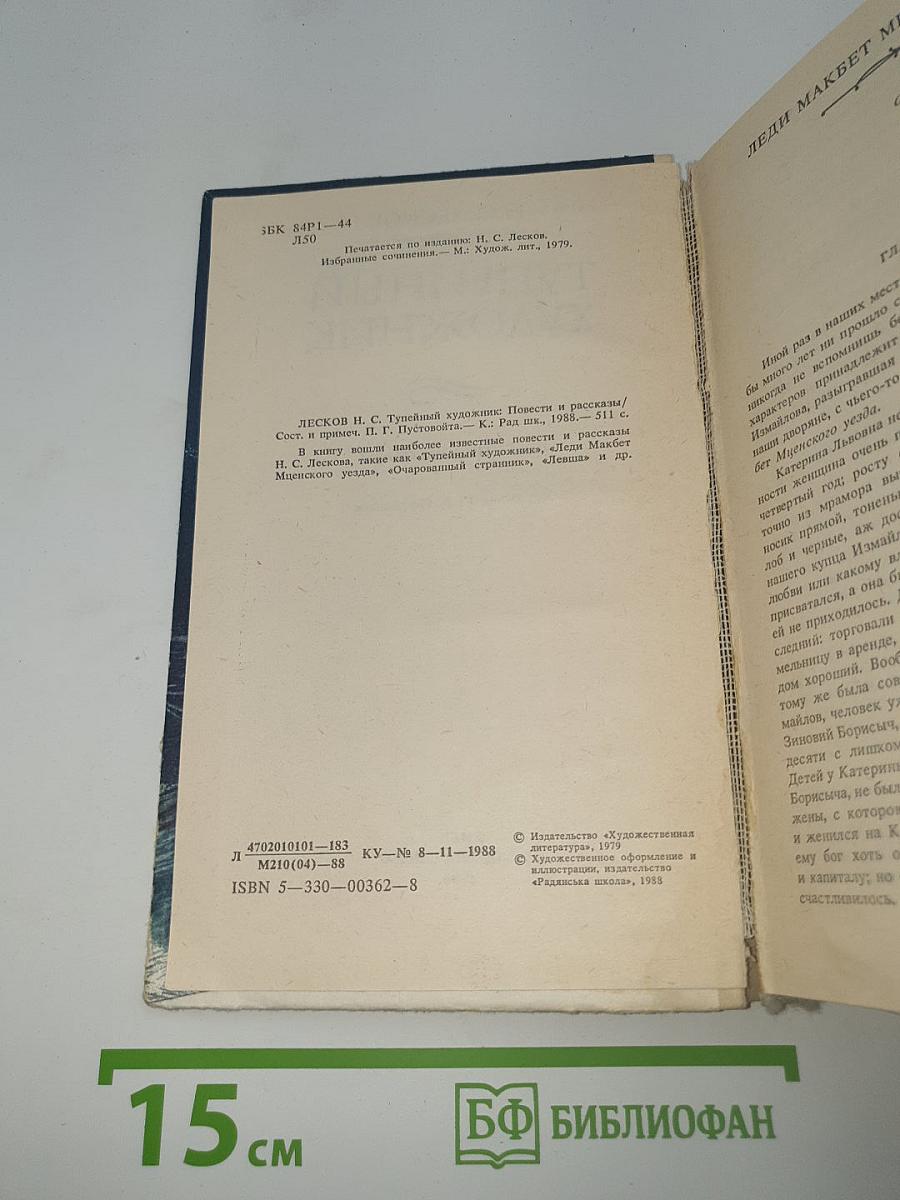 БК 84Р1—44
Л50
Печатается по изданию: Н. С. Лесков.
Избранные сочинения.— М.: Худож. лит., 1979.
ЛЕСКОВ Н. С. Тупейный художник: Повести и рассказы/
Сост. и примеч. П. Г. Пустовойта.— К.: Рад шк., 1988.— 511 с.
В книгу вошли наиболее известные повести и рассказы
Н. С. Лескова, такие как «Тупейный художник», «Леди Макбет
Мценского уезда», «Очарованный странник», «Левша» и др.
Л 4702010101—183
М210(04)—88
КУ—№ 8—11—1988
ISBN 5—330—00362—8
© Издательство «Художественная
литература», 1979
© Художественное оформление и
иллюстрации, издательство
«Радянська школа», 1988
ЛЕДИ МАКБЕТ
Иной раз в наших мест
бы много лет ни прошло с
никогда не вспомнишь бе
характеров принадлежит
Измайлова, разыгравшая
наши дворяне, с чьего-то
бет Мценского уезда.
Катерина Львовна
ности женщина очень
четвертый год; росту
точно из мрамора вы
носик прямой, тонень
лоб и черные, аж дос
нашего купца Измайл
любви или какому вл
присватался, а она б
ей не приходилось.
следний: торговали
мельницу в аренде,
дом хороший. Вооб
тому же была сов
майлов, человек уж
Зиновий Борисыч,
десяти с лишком
Детей у Катерин
Борисыча, не был
жены, с которо
и женился на К
ему бог хоть о
и капиталу; но
счастливилось.
15 см
БФ БИБЛИОФАН